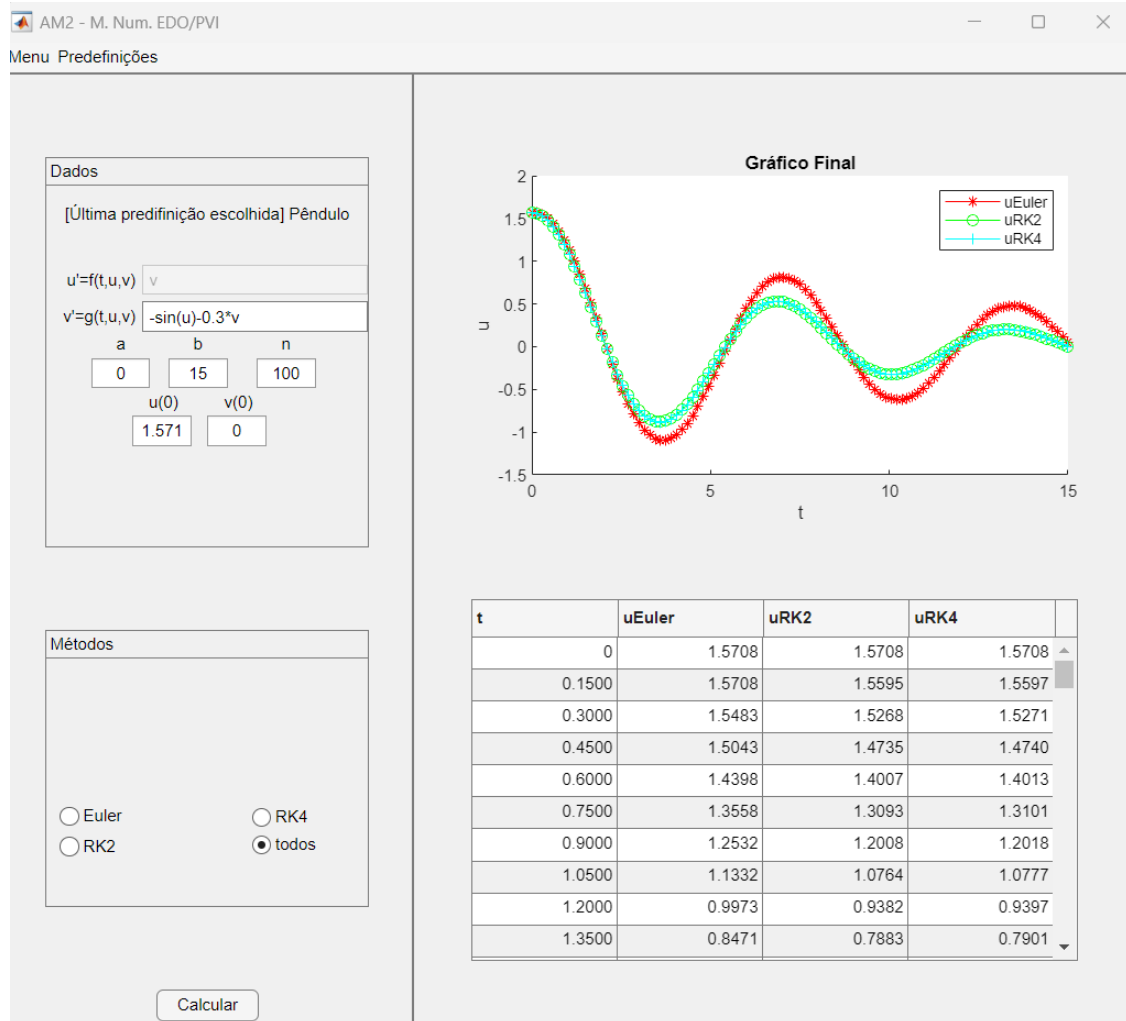 AM2 - M. Num. EDO/PVI
Menu Predefinições
Dados
[Última predifinição escolhida] Pêndulo
u'=f(t,u,v) v
v'=g(t,u,v) -sin(u)-0.3*v
a b n
0 15 100
u(0) v(0)
1.571 0
Métodos
Euler RK4
RK2 todos
Calcular
Gráfico Final
uEuler
uRK2
uRK4
2
1.5
1
0.5
0
-0.5
-1
-1.5
u
0 5 10 15
t
t uEuler uRK2 uRK4
0 1.5708 1.5708 1.5708
0.1500 1.5708 1.5595 1.5597
0.3000 1.5483 1.5268 1.5271
0.4500 1.5043 1.4735 1.4740
0.6000 1.4398 1.4007 1.4013
0.7500 1.3558 1.3093 1.3101
0.9000 1.2532 1.2008 1.2018
1.0500 1.1332 1.0764 1.0777
1.2000 0.9973 0.9382 0.9397
1.3500 0.8471 0.7883 0.7901